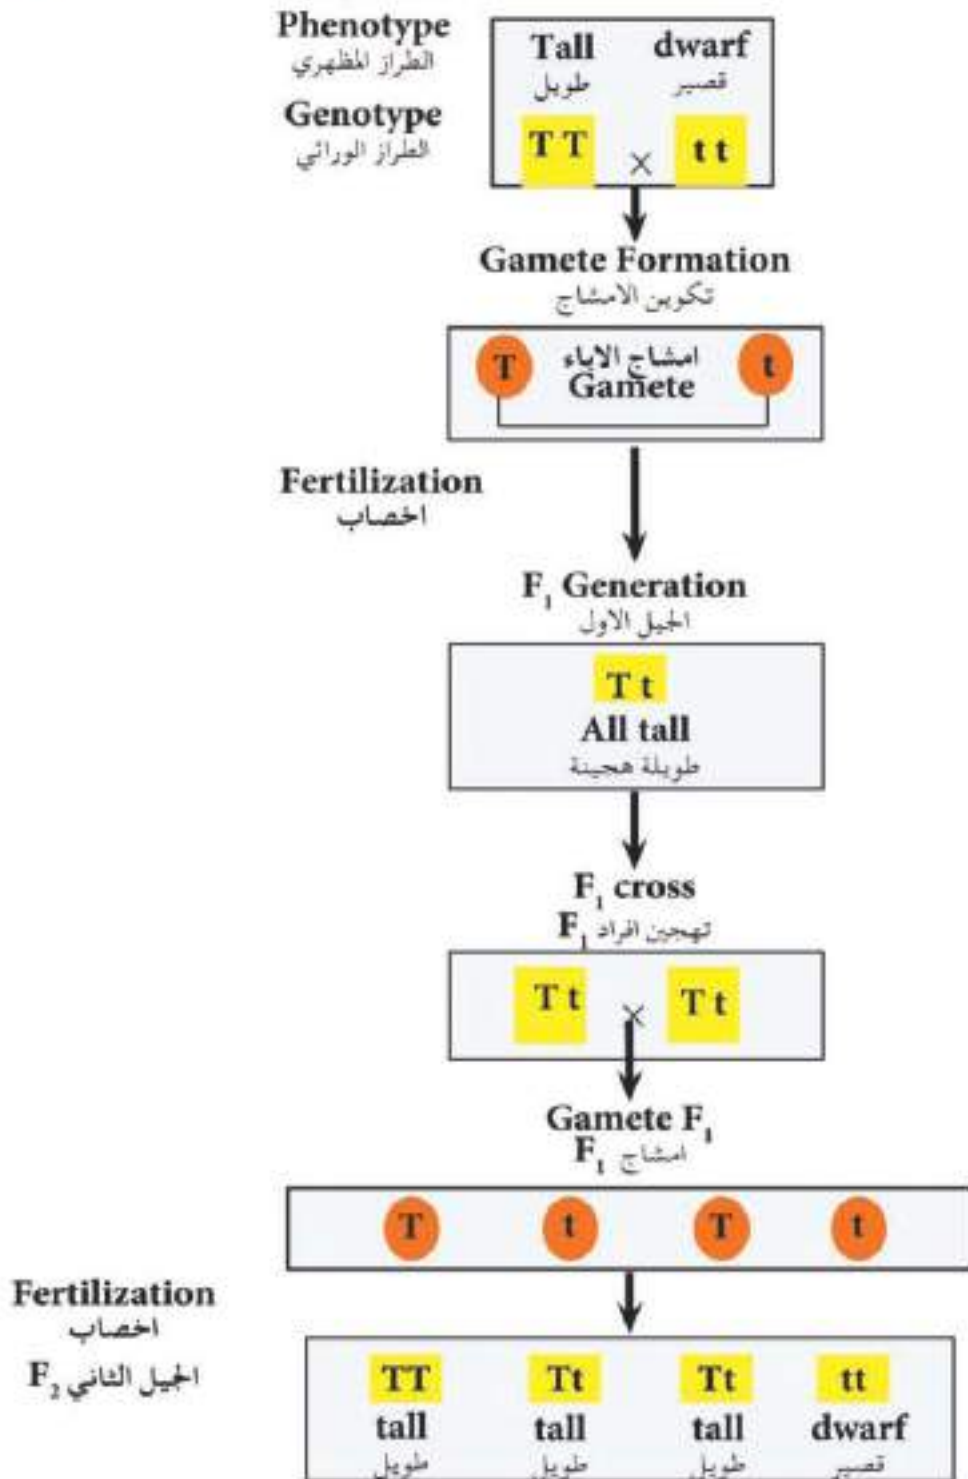 Phenotype
الطراز المظهري
Genotype
الطراز الوراثي
Tall dwarf
طويل قصير
T T × t t
Gamete Formation
تكوين الامشاج
T امشاج الاباء t
Gamete
Fertilization
اخصاب
F₁ Generation
الجيل الاول
T t
All tall
طويلة هجينة
F₁ cross
تهجين افراد F₁
T t × T t
Gamete F₁
امشاج F₁
T t T t
Fertilization
اخصاب
الجيل الثاني F₂
TT Tt Tt tt
tall tall tall dwarf
طويل طويل طويل قصير